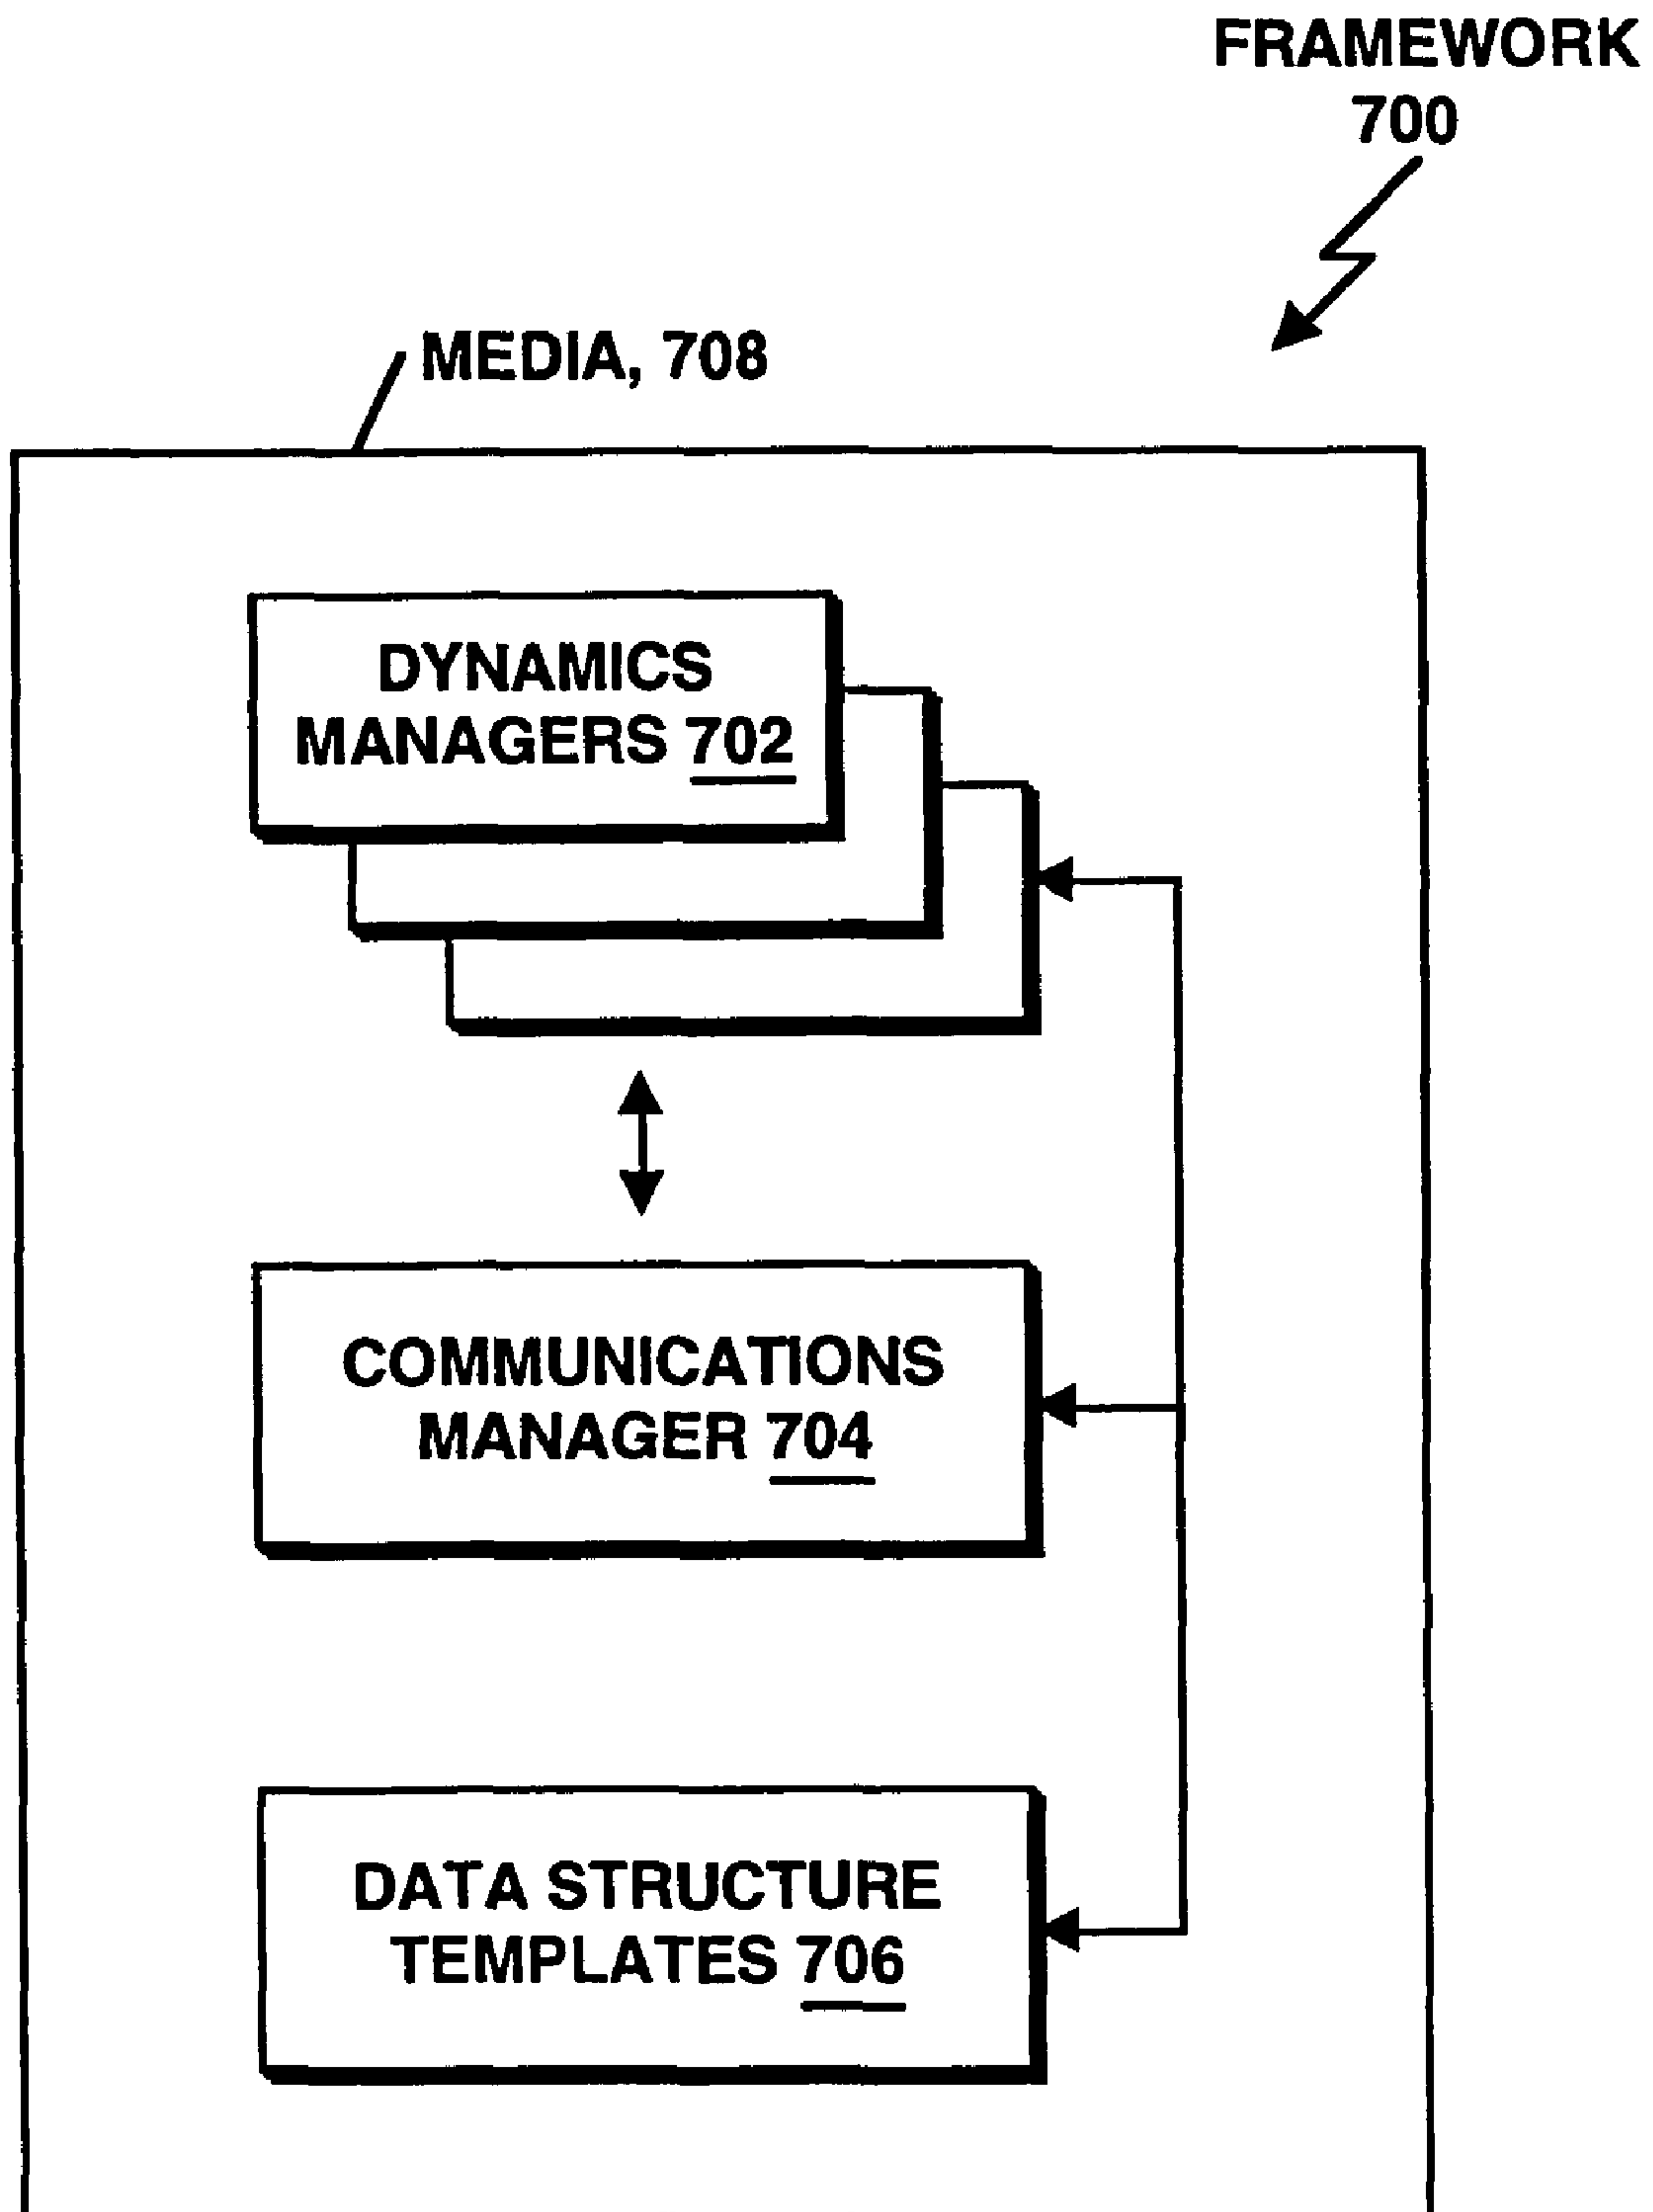 FRAMEWORK
700
MEDIA, 708
DYNAMICS
MANAGERS 702
COMMUNICATIONS
MANAGER 704
DATA STRUCTURE
TEMPLATES 706